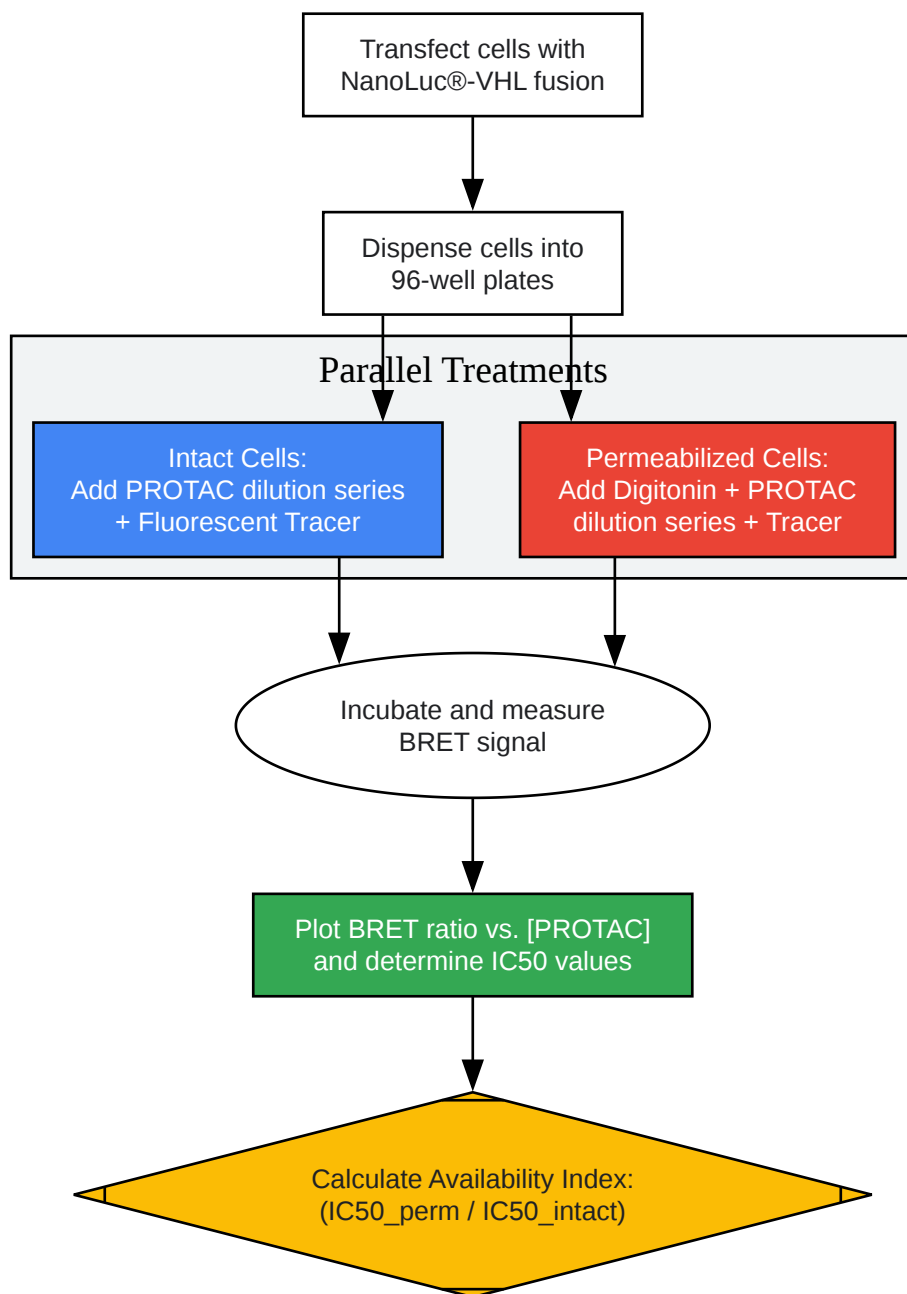 Transfect cells with
NanoLuc®-VHL fusion
Dispense cells into
96-well plates
Parallel Treatments
Intact Cells:
Add PROTAC dilution series
+ Fluorescent Tracer
Permeabilized Cells:
Add Digitonin + PROTAC
dilution series + Tracer
Incubate and measure
BRET signal
Plot BRET ratio vs. [PROTAC]
and determine IC50 values
Calculate Availability Index:
(IC50_perm / IC50_intact)